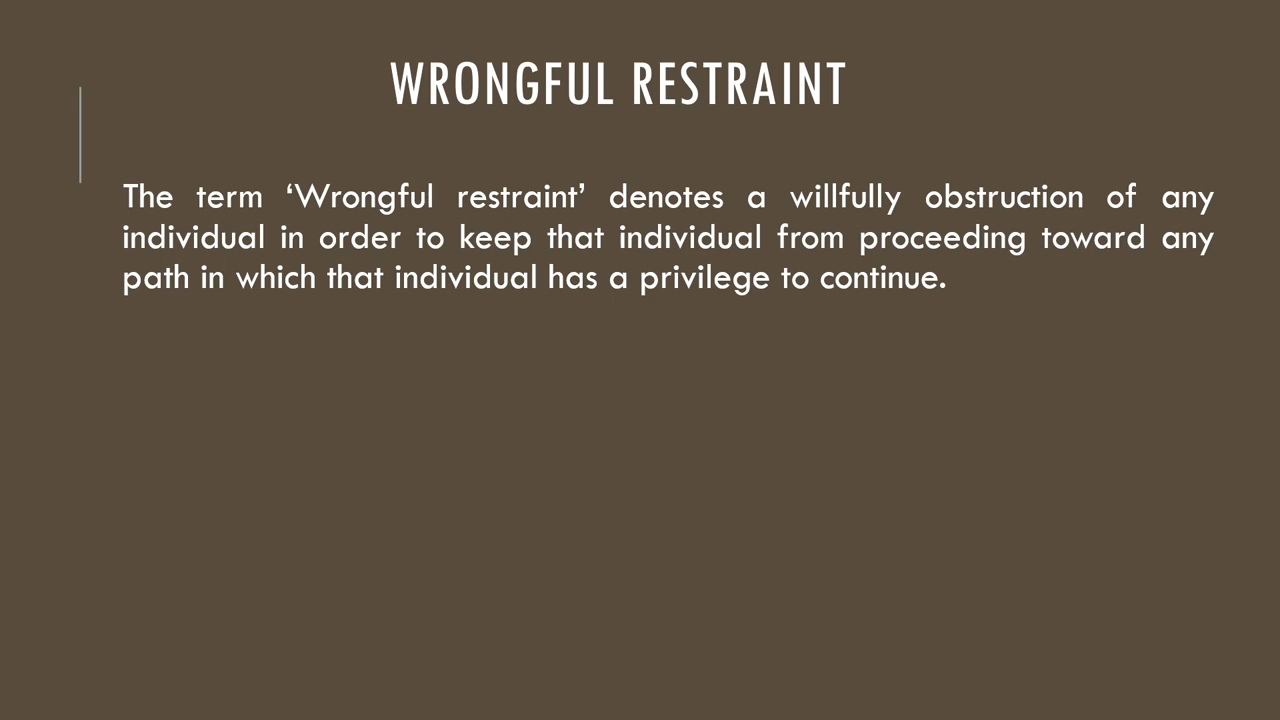 WRONGFUL RESTRAINT
The term ‘Wrongful restraint’ denotes a willfully obstruction of any
individual in order to keep that individual from proceeding toward any
path in which that individual has a privilege to continue.